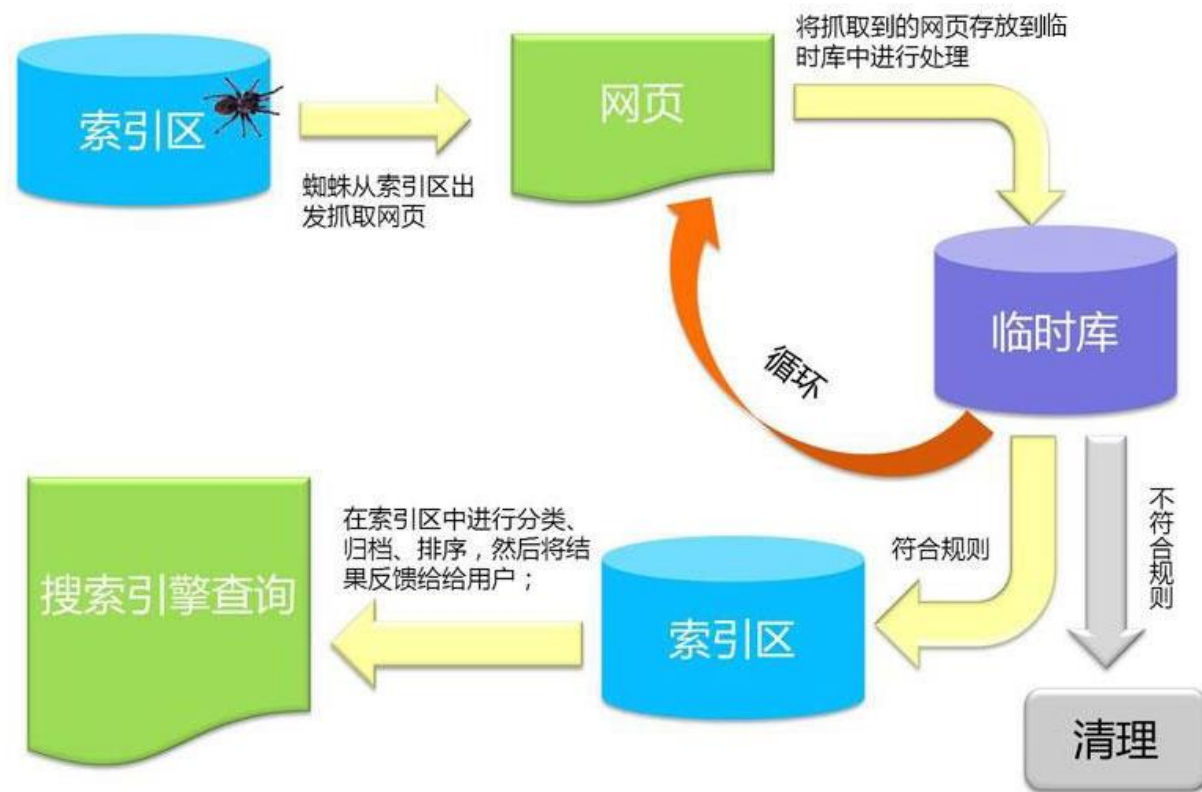 索引区
蜘蛛从索引区出
发抓取网页
网页
将抓取到的网页存放到临
时库中进行处理
临时库
循环
符合规则
不符合规则
清理
索引区
在索引区中进行分类、
归档、排序，然后将结
果反馈给给用户；
搜索引擎查询